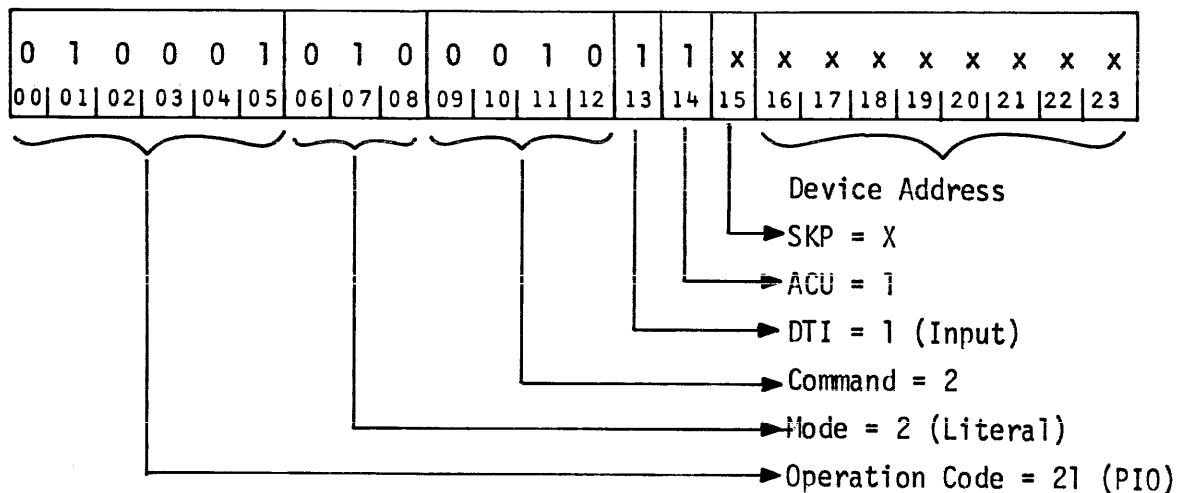 0 1 0 0 0 1 0 1 0 0 0 1 0 1 1 x x x x x x x x x
00 01 02 03 04 05 06 07 08 09 10 11 12 13 14 15 16 17 18 19 20 21 22 23
Device Address
SKP = X
ACU = 1
DTI = 1 (Input)
Command = 2
Mode = 2 (Literal)
Operation Code = 21 (PIO)